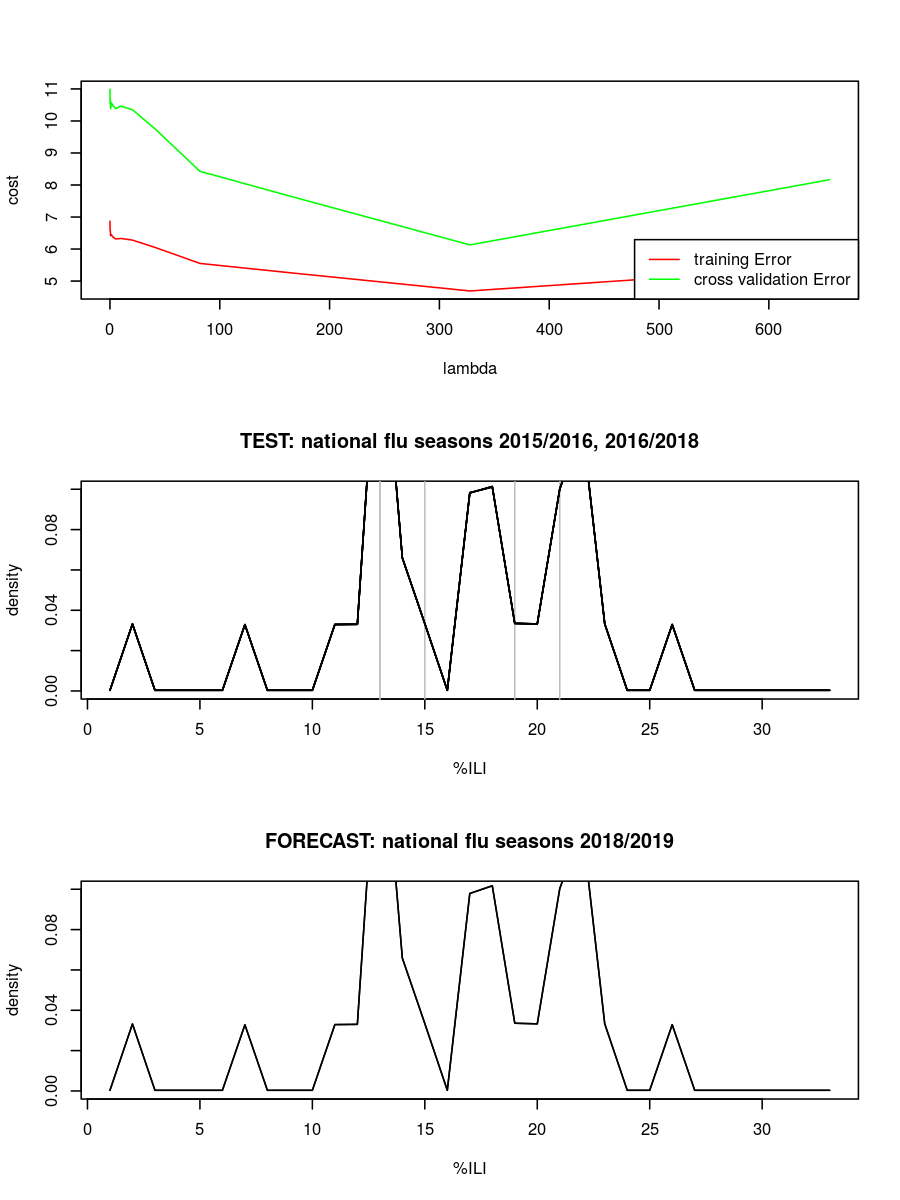 cost
5 6 7 8 9 10 11
training Error
cross validation Error
0 100 200 300 400 500 600
lambda
TEST: national flu seasons 2015/2016, 2016/2018
density
0.00 0.04 0.08
0 5 10 15 20 25 30
%ILI
FORECAST: national flu seasons 2018/2019
density
0.00 0.04 0.08
0 5 10 15 20 25 30
%ILI